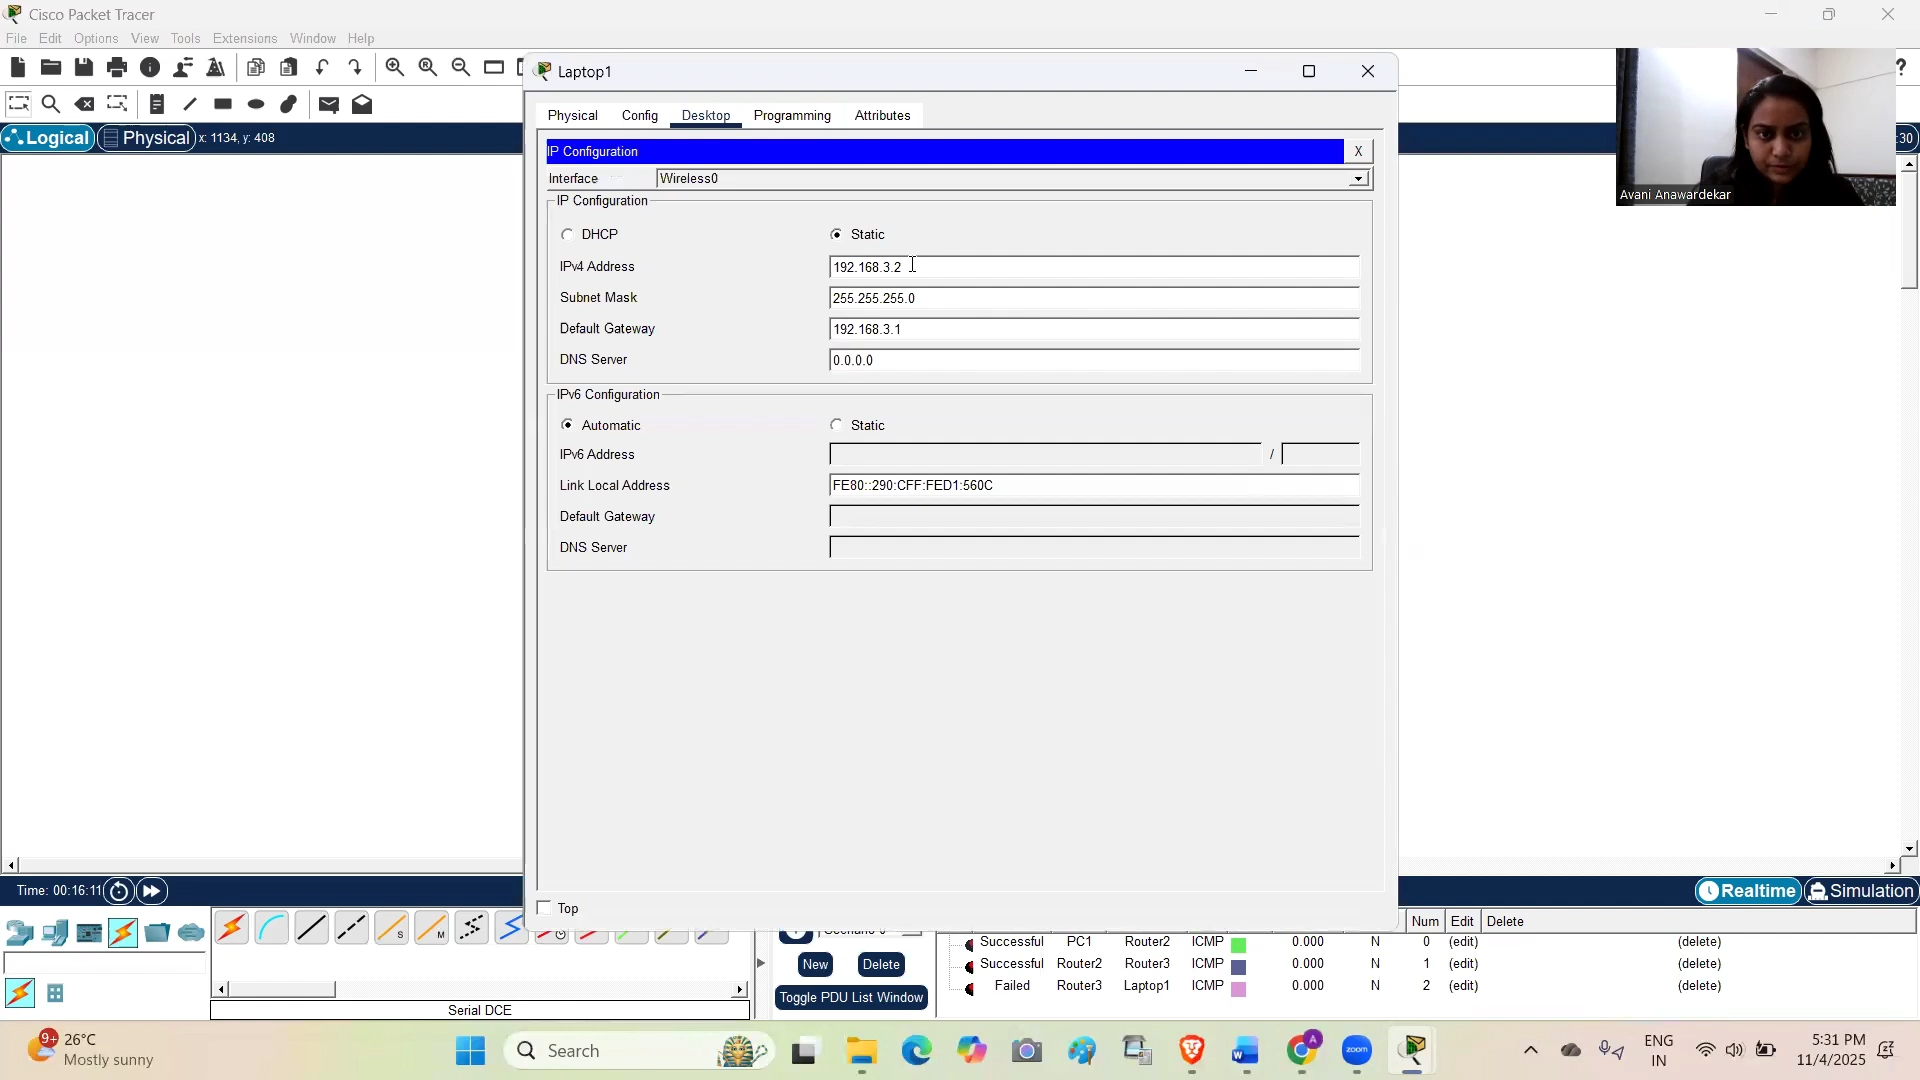 Cisco Packet Tracer
File Edit Options View Tools Extensions Window Help
Laptop1
Physical Config Desktop Programming Attributes
Logical Physical x: 1134, y: 408
:30
Avani Anawardekar
IP Configuration X
Interface Wireless0
IP Configuration
DHCP Static
IPv4 Address 192.168.3.2
Subnet Mask 255.255.255.0
Default Gateway 192.168.3.1
DNS Server 0.0.0.0
IPv6 Configuration
Automatic Static
IPv6 Address /
Link Local Address FE80::290:CFF:FED1:560C
Default Gateway
DNS Server
Top
Time: 00:16:11
Realtime Simulation
Num Edit Delete
Successful PC1 Router2 ICMP 0.000 N 0 (edit) (delete)
Successful Router2 Router3 ICMP 0.000 N 1 (edit) (delete)
Failed Router3 Laptop1 ICMP 0.000 N 2 (edit) (delete)
New Delete
Toggle PDU List Window
Serial DCE
9+ 26°C
Mostly sunny
Search
zoom
ENG
IN
5:31 PM
11/4/2025